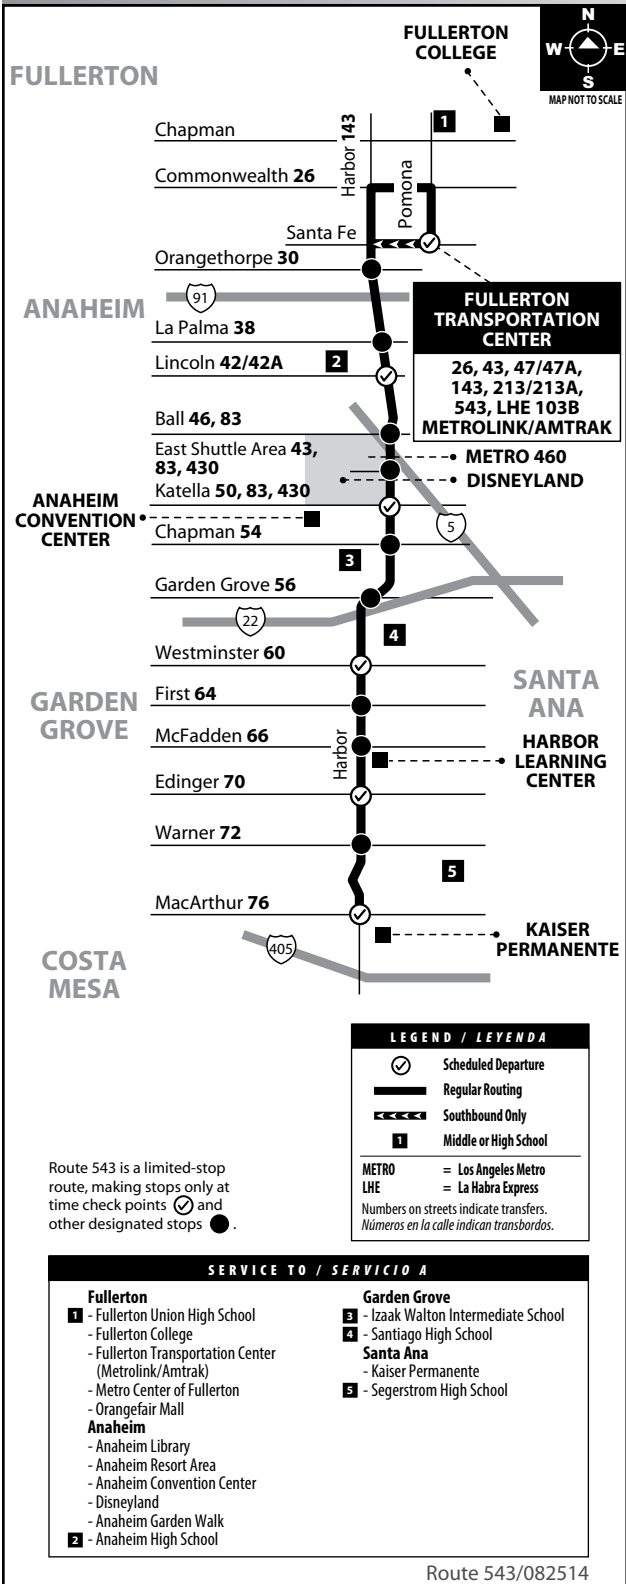 FULLERTON
COLLEGE
N
W E
S
MAP NOT TO SCALE
FULLERTON
1
Chapman
Harbor 143
Commonwealth 26
Pomona
Santa Fe
Orangethorpe 30
91
ANAHEIM
FULLERTON
TRANSPORTATION
CENTER
26, 43, 47/47A,
143, 213/213A,
543, LHE 103B
METROLINK/AMTRAK
La Palma 38
Lincoln 42/42A
2
Ball 46, 83
East Shuttle Area 43,
83, 430
METRO 460
DISNEYLAND
Katella 50, 83, 430
ANAHEIM
CONVENTION
CENTER
Chapman 54
5
3
Garden Grove 56
22
4
Westminster 60
First 64
GARDEN
GROVE
SANTA
ANA
McFadden 66
Harbor
HARBOR
LEARNING
CENTER
Edinger 70
Warner 72
5
MacArthur 76
KAISER
PERMANENTE
405
COSTA
MESA
LEGEND / LEYENDA
Scheduled Departure
Regular Routing
Southbound Only
1 Middle or High School
METRO = Los Angeles Metro
LHE = La Habra Express
Numbers on streets indicate transfers.
Números en la calle indican transbordos.
Route 543 is a limited-stop
route, making stops only at
time check points and
other designated stops .
SERVICE TO / SERVICIO A
Fullerton
1 - Fullerton Union High School
- Fullerton College
- Fullerton Transportation Center
(Metrolink/Amtrak)
- Metro Center of Fullerton
- Orangefair Mall
Anaheim
- Anaheim Library
- Anaheim Resort Area
- Anaheim Convention Center
- Disneyland
- Anaheim Garden Walk
2 - Anaheim High School
Garden Grove
3 - Izaak Walton Intermediate School
4 - Santiago High School
Santa Ana
- Kaiser Permanente
5 - Segerstrom High School
Route 543/082514